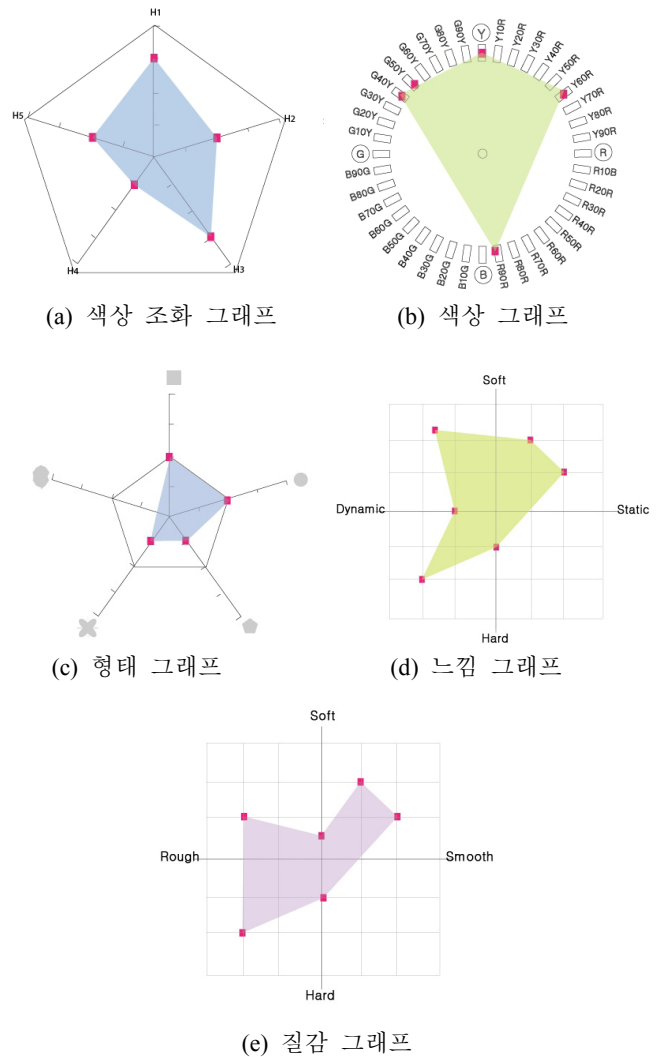 H1
H2
H3
H4
H5
(a) 색상 조화 그래프
Y
Y10R
Y20R
Y30R
Y40R
Y50R
Y60R
Y70R
Y80R
Y90R
R
R10B
R20R
R30R
R40R
R50R
R60R
R70R
R80R
R90R
B
B10G
B20G
B30G
B40G
B50G
B60G
B70G
B80G
B90G
G
G10Y
G20Y
G30Y
G40Y
G50Y
G60Y
G70Y
G80Y
G90Y
(b) 색상 그래프
(c) 형태 그래프
Soft
Dynamic
Static
Hard
(d) 느낌 그래프
Soft
Rough
Smooth
Hard
(e) 질감 그래프